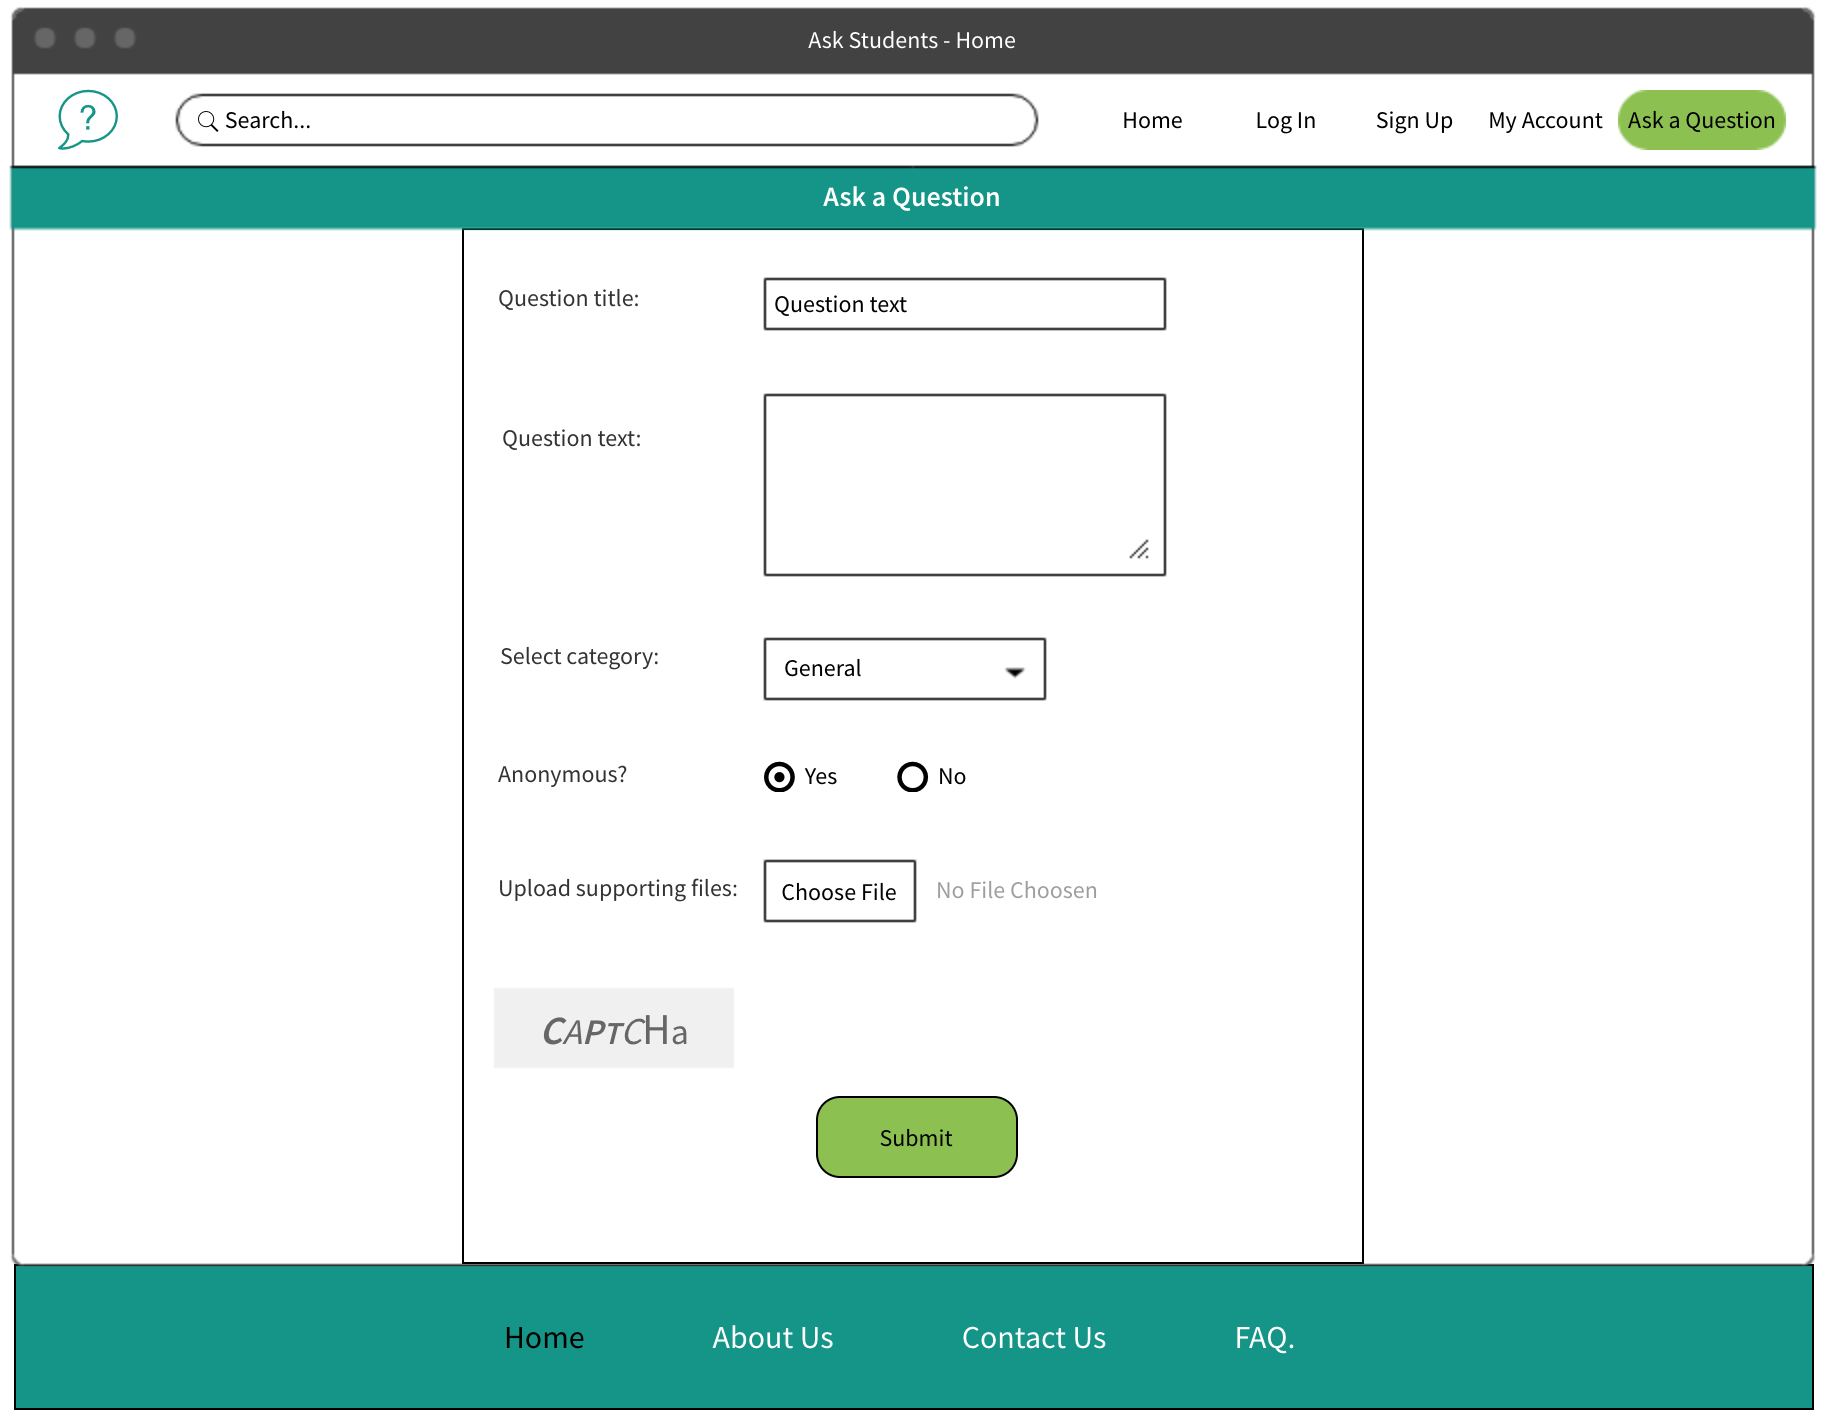 Ask Students - Home
?
Search...
Home
Log In
Sign Up
My Account
Ask a Question
Ask a Question
Question title:
Question text
Question text:
Select category:
General
Anonymous?
Yes
No
Upload supporting files:
Choose File
No File Choosen
CAPTCHa
Submit
Home
About Us
Contact Us
FAQ.